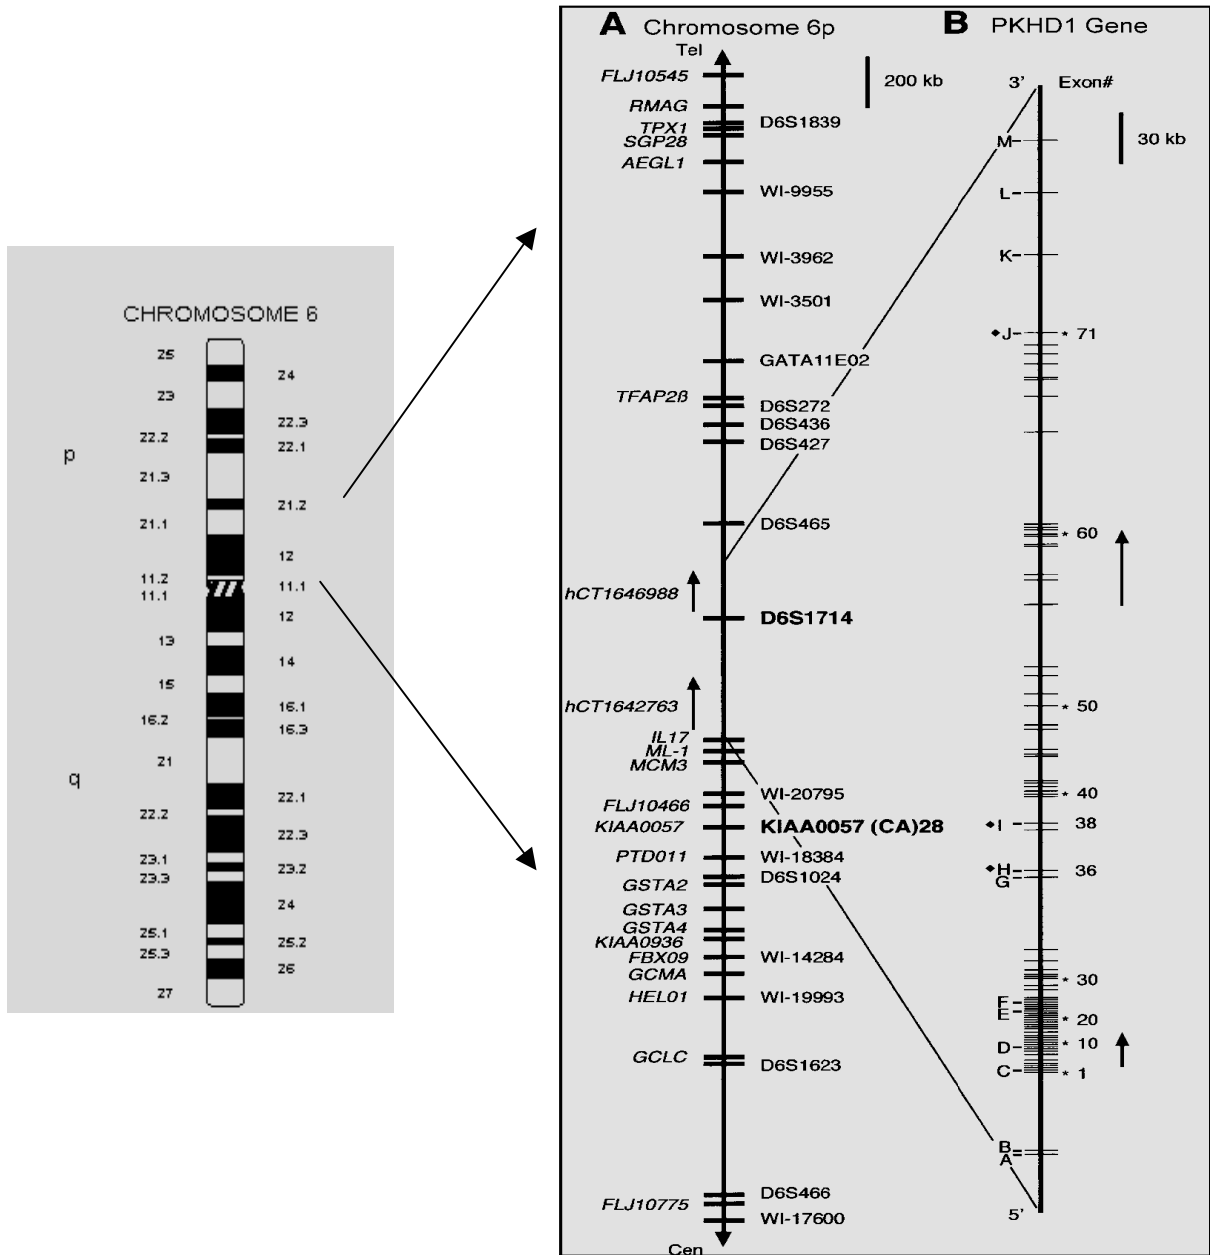 CHROMOSOME 6
25
24
23
22.3
22.2
22.1
p
21.3
21.2
21.1
12
11.2
11.1
11.1
12
13
14
15
16.1
16.2
16.3
21
q
22.1
22.2
22.3
23.1
23.2
23.3
24
25.1
25.2
25.3
26
27
A Chromosome 6p
Tel
200 kb
FLJ10545
RMAG
D6S1839
TPX1
SGP28
AEGL1
WI-9955
WI-3962
WI-3501
GATA11E02
TFAP2ß
D6S272
D6S436
D6S427
D6S465
hCT1646988
D6S1714
hCT1642763
IL17
ML-1
MCM3
WI-20795
FLJ10466
KIAA0057 KIAA0057 (CA)28
PTD011 WI-18384
D6S1024
GSTA2
GSTA3
GSTA4
KIAA0936
FBX09 WI-14284
GCMA
HEL01 WI-19993
GCLC
D6S1623
D6S466
FLJ10775
WI-17600
Cen
B PKHD1 Gene
3' Exon#
30 kb
M
L
K
◆J * 71
* 60
* 50
* 40
◆I 38
◆H 36
G
* 30
F
E
* 20
* 10
D
C * 1
B
A
5'